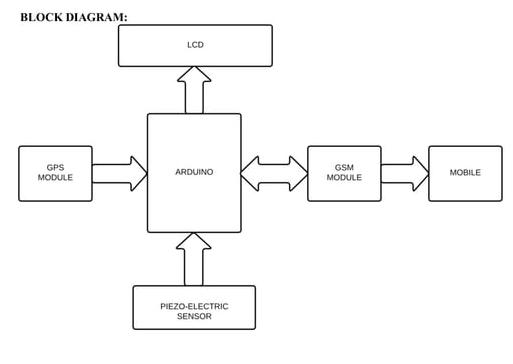 BLOCK DIAGRAM:
LCD
GPS
MODULE
ARDUINO
GSM
MODULE
MOBILE
PIEZO-ELECTRIC
SENSOR